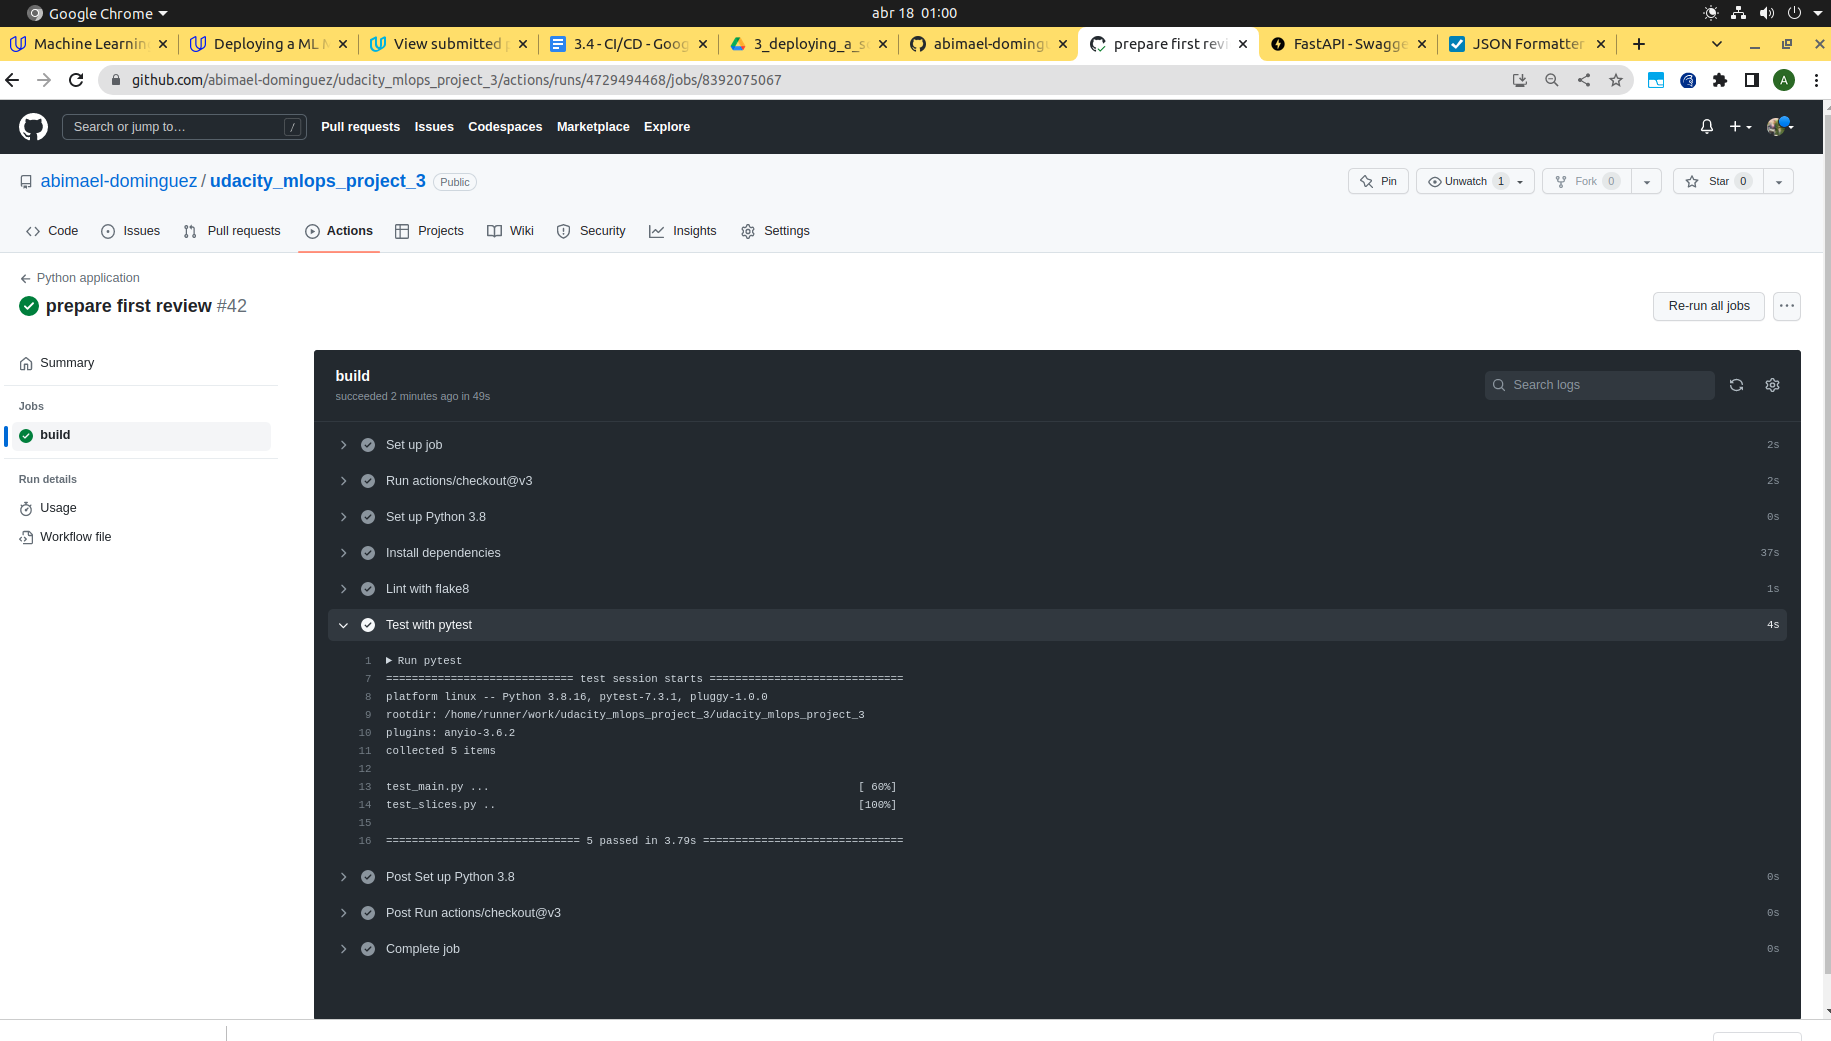 Google Chrome
abr 18 01:00
Machine Learnin
Deploying a ML M
View submitted p
3.4 - CI/CD - Goog
3_deploying_a_s
abimael-domingu
prepare first revi
FastAPI - Swagge
JSON Formatter
github.com/abimael-dominguez/udacity_mlops_project_3/actions/runs/4729494468/jobs/8392075067
A
Search or jump to…
/
Pull requests
Issues
Codespaces
Marketplace
Explore
abimael-dominguez / udacity_mlops_project_3 Public
Pin
Unwatch 1
Fork 0
Star 0
Code
Issues
Pull requests
Actions
Projects
Wiki
Security
Insights
Settings
Python application
prepare first review #42
Re-run all jobs
Summary
Jobs
build
Run details
Usage
Workflow file
build
succeeded 2 minutes ago in 49s
Search logs
Set up job 2s
Run actions/checkout@v3 2s
Set up Python 3.8 0s
Install dependencies 37s
Lint with flake8 1s
Test with pytest 4s
1 ▶ Run pytest
7 ============================= test session starts ==============================
8 platform linux -- Python 3.8.16, pytest-7.3.1, pluggy-1.0.0
9 rootdir: /home/runner/work/udacity_mlops_project_3/udacity_mlops_project_3
10 plugins: anyio-3.6.2
11 collected 5 items
12
13 test_main.py ... [ 60%]
14 test_slices.py .. [100%]
15
16 ============================== 5 passed in 3.79s ===============================
Post Set up Python 3.8 0s
Post Run actions/checkout@v3 0s
Complete job 0s